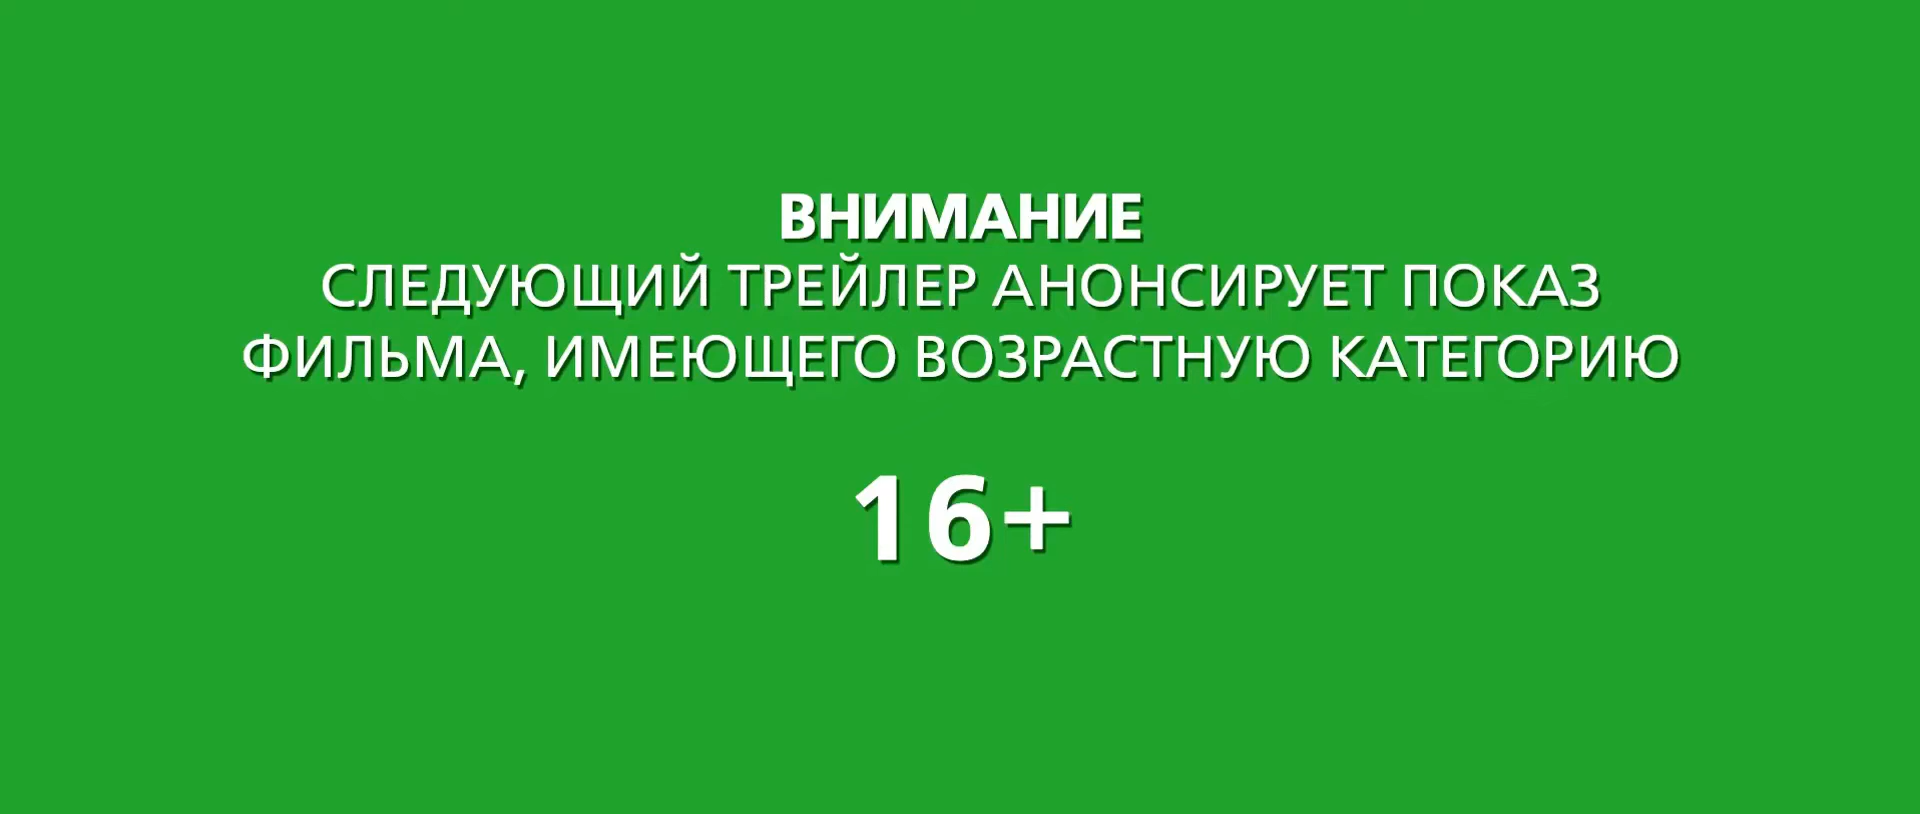 ВНИМАНИЕ
СЛЕДУЮЩИЙ ТРЕЙЛЕР АНОНСИРУЕТ ПОКАЗ
ФИЛЬМА, ИМЕЮЩЕГО ВОЗРАСТНУЮ КАТЕГОРИЮ
16+